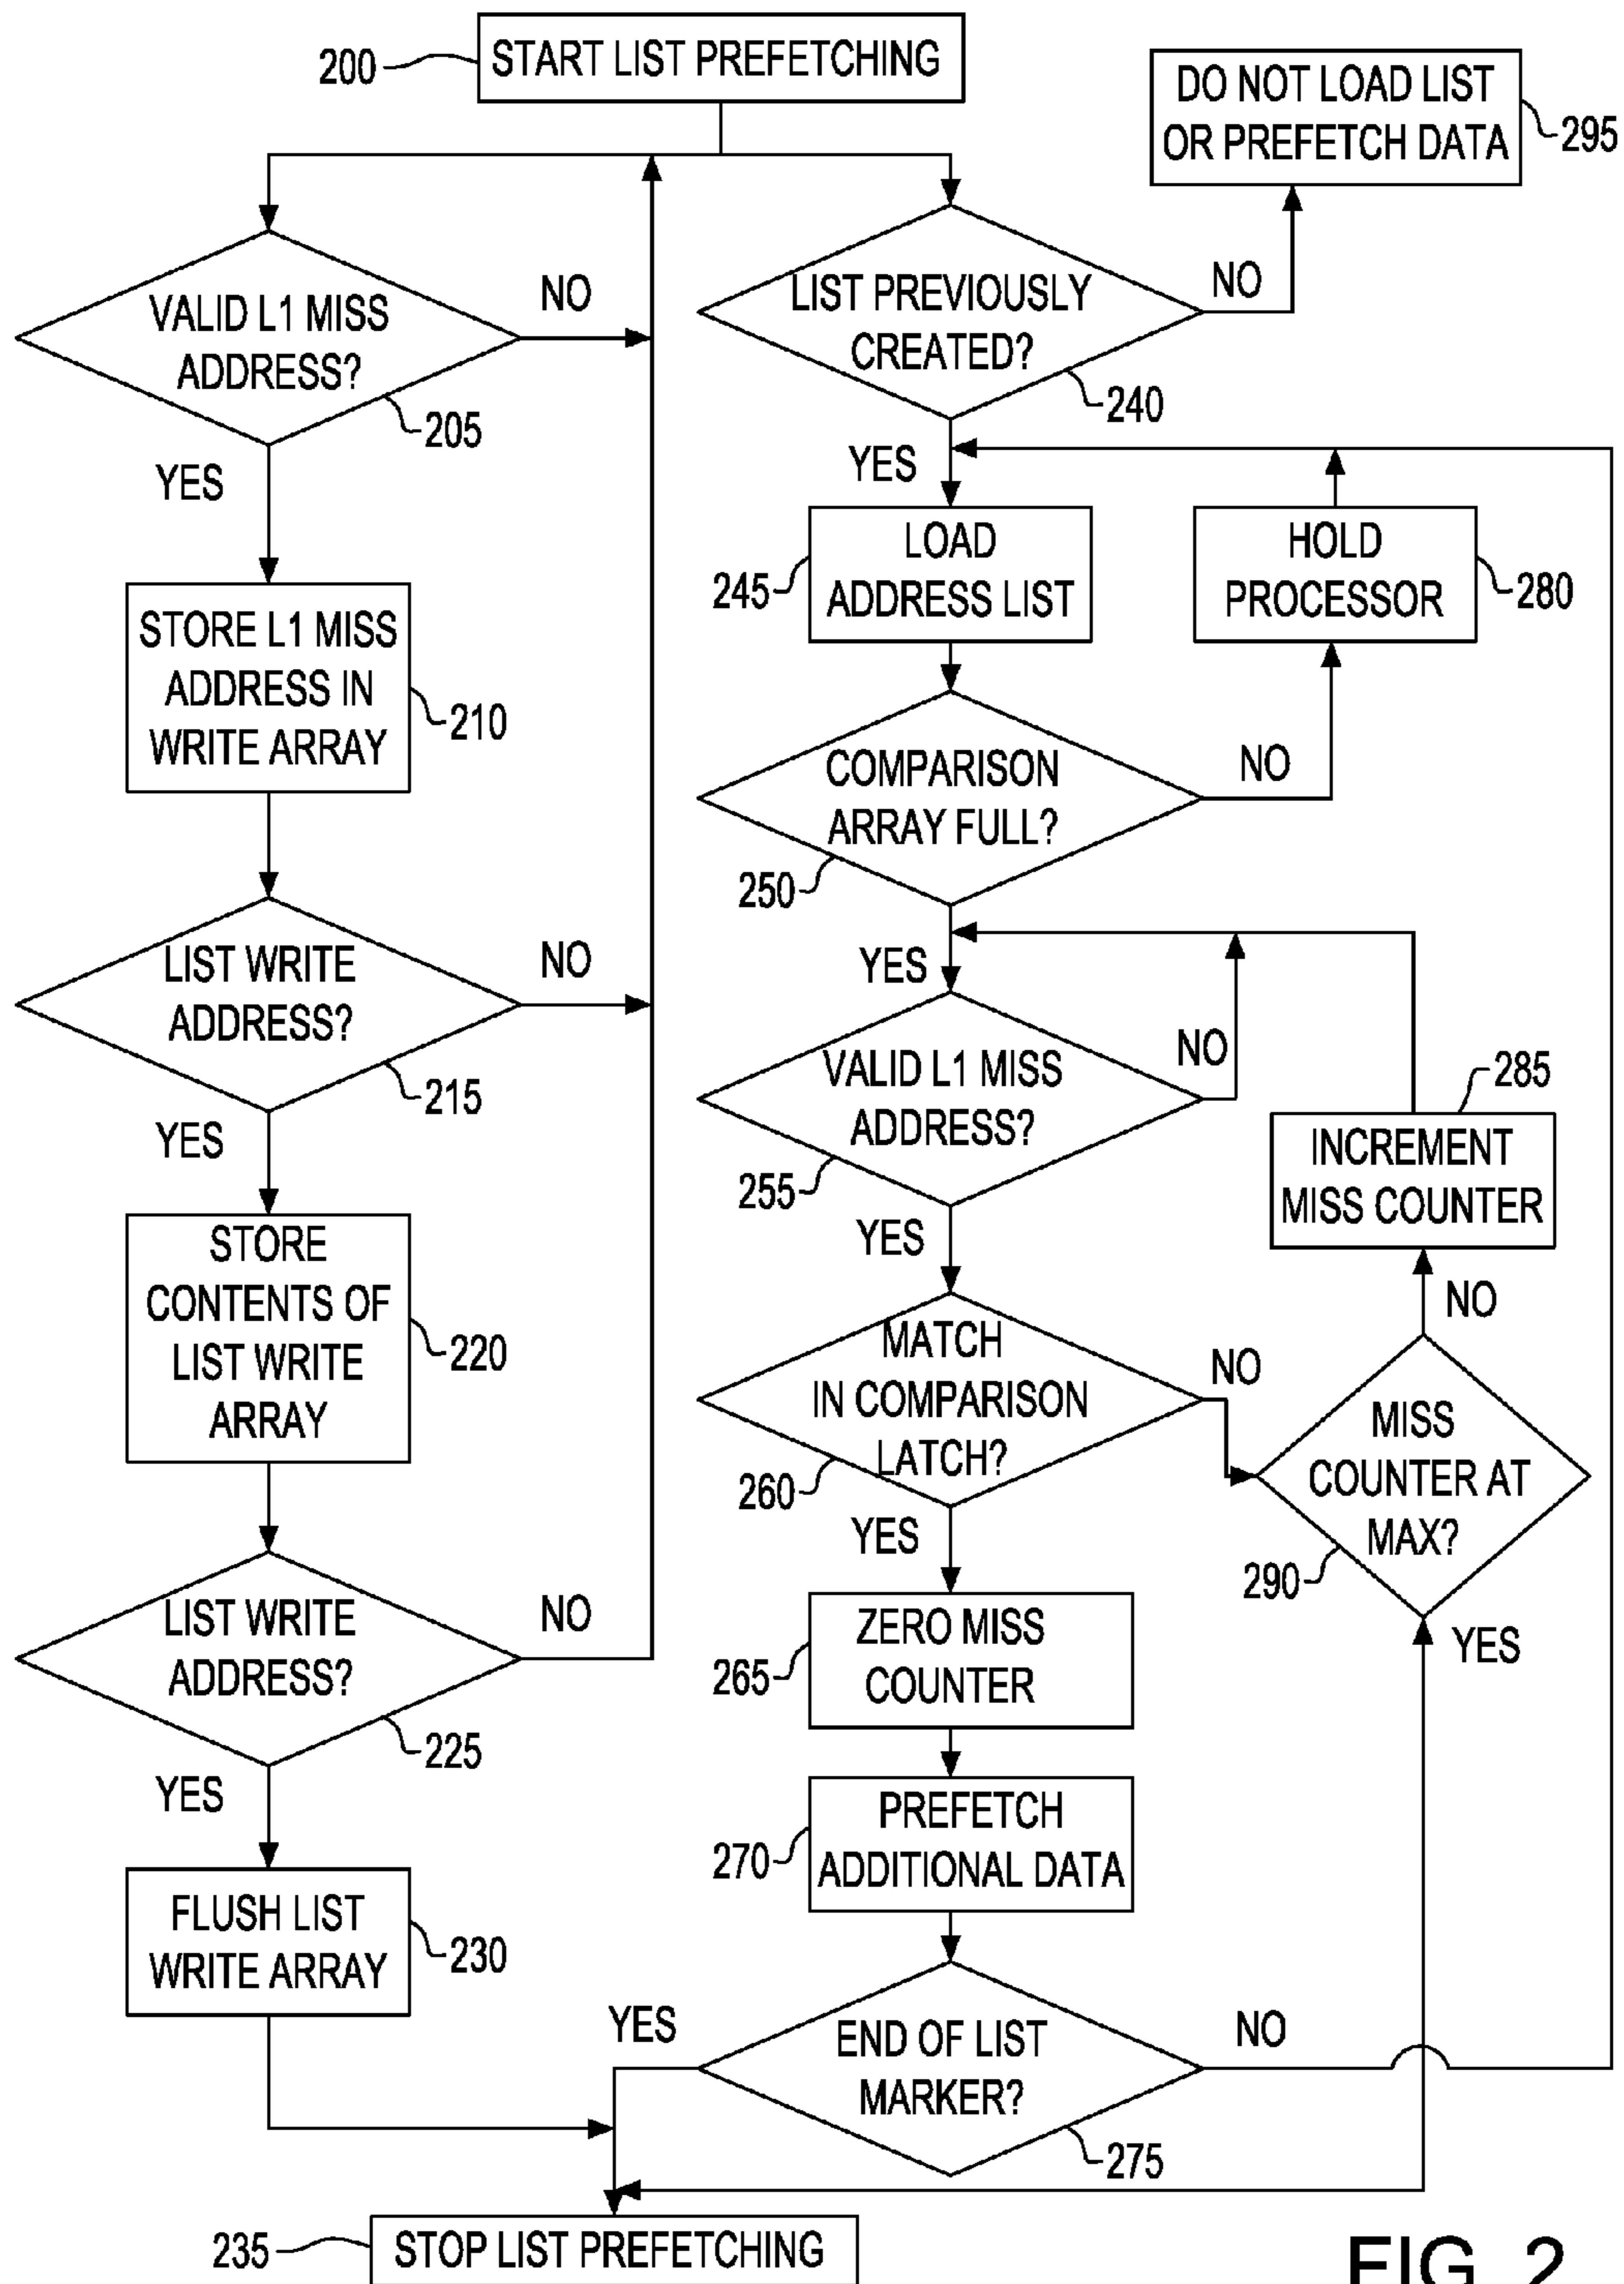 START LIST PREFETCHING
200
DO NOT LOAD LIST
OR PREFETCH DATA
295
VALID L1 MISS
ADDRESS?
NO
205
YES
STORE L1 MISS
ADDRESS IN
WRITE ARRAY
210
LIST WRITE
ADDRESS?
NO
215
YES
STORE
CONTENTS OF
LIST WRITE
ARRAY
220
LIST WRITE
ADDRESS?
NO
225
YES
FLUSH LIST
WRITE ARRAY
230
LIST PREVIOUSLY
CREATED?
NO
240
YES
LOAD
ADDRESS LIST
245
HOLD
PROCESSOR
280
COMPARISON
ARRAY FULL?
NO
250
YES
VALID L1 MISS
ADDRESS?
NO
255
YES
285
INCREMENT
MISS COUNTER
NO
MATCH
IN COMPARISON
LATCH?
NO
260
YES
MISS
COUNTER AT
MAX?
290
YES
ZERO MISS
COUNTER
265
PREFETCH
ADDITIONAL DATA
270
END OF LIST
MARKER?
YES
NO
275
235
STOP LIST PREFETCHING
FIG. 2